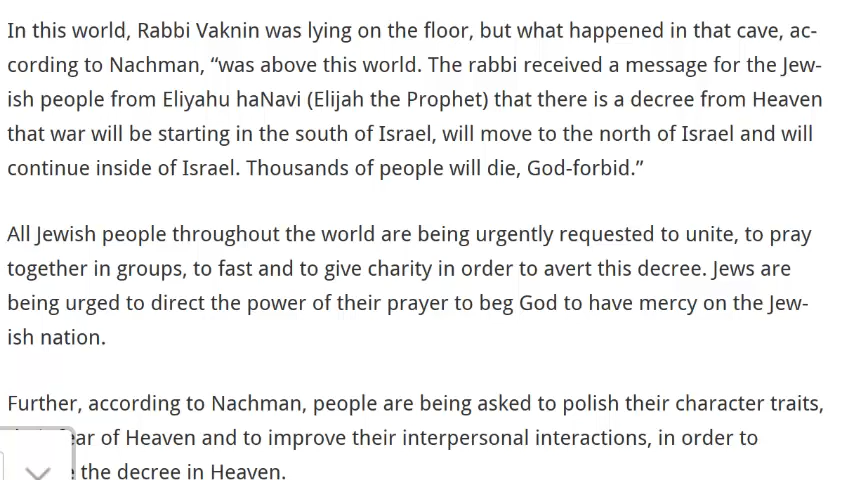 In this world, Rabbi Vaknin was lying on the floor, but what happened in that cave, ac-
cording to Nachman, “was above this world. The rabbi received a message for the Jew-
ish people from Eliyahu haNavi (Elijah the Prophet) that there is a decree from Heaven
that war will be starting in the south of Israel, will move to the north of Israel and will
continue inside of Israel. Thousands of people will die, God-forbid.”
All Jewish people throughout the world are being urgently requested to unite, to pray
together in groups, to fast and to give charity in order to avert this decree. Jews are
being urged to direct the power of their prayer to beg God to have mercy on the Jew-
ish nation.
Further, according to Nachman, people are being asked to polish their character traits,
of Heaven and to improve their interpersonal interactions, in order to
the decree in Heaven.